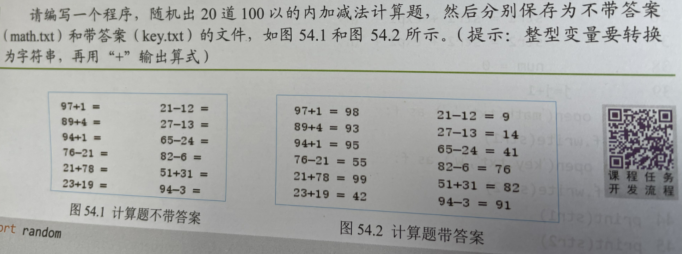 请编写一个程序，随机出 20 道 100 以的内加减法计算题，然后分别保存为不带答案
（math.txt）和带答案（key.txt）的文件，如图 54.1 和图 54.2 所示。（提示：整型变量要转换
为字符串，再用“+”输出算式）
97+1 = 21-12 =
89+4 = 27-13 =
94+1 = 65-24 =
76-21 = 82-6 =
21+78 = 51+31 =
23+19 = 94-3 =
图 54.1 计算题不带答案
97+1 = 98 21-12 = 9
89+4 = 93 27-13 = 14
94+1 = 95 65-24 = 41
76-21 = 55 82-6 = 76
21+78 = 99 51+31 = 82
23+19 = 42 94-3 = 91
图 54.2 计算题带答案
课程任务
开发流程
ort random